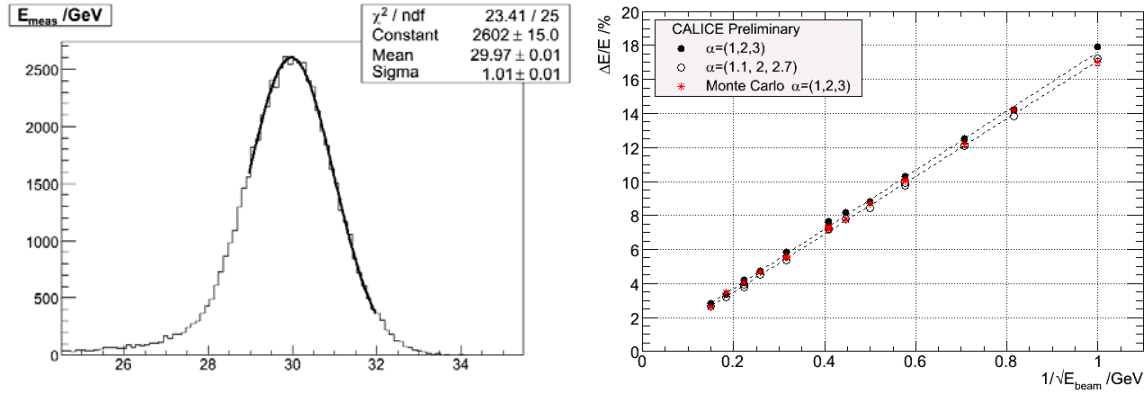 E_meas /GeV
χ² / ndf 23.41 / 25
Constant 2602 ± 15.0
Mean 29.97 ± 0.01
Sigma 1.01 ± 0.01
2500
2000
1500
1000
500
0
26 28 30 32 34
ΔE/E /%
20
18
16
14
12
10
8
6
4
2
0
CALICE Preliminary
α=(1,2,3)
α=(1.1, 2, 2.7)
Monte Carlo α=(1,2,3)
0 0.2 0.4 0.6 0.8 1
1/√E_beam /GeV